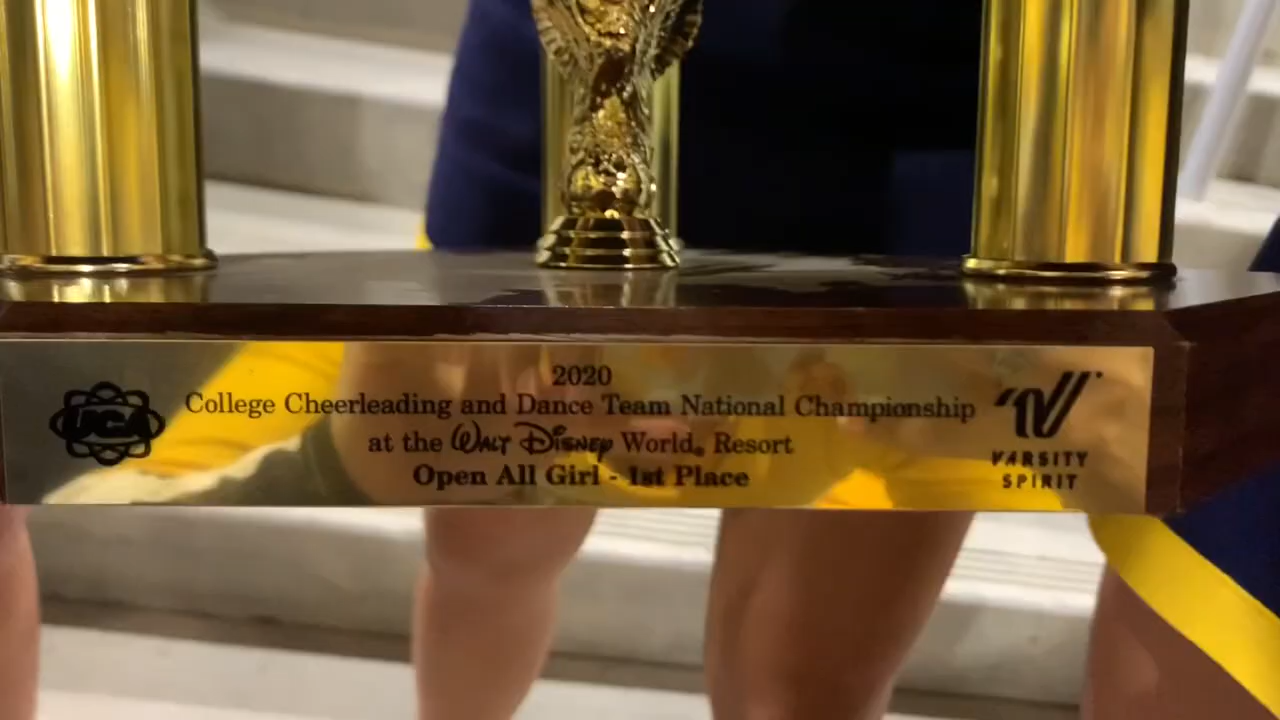 2020
College Cheerleading and Dance Team National Championship
at the Walt Disney World® Resort
Open All Girl - 1st Place
UCA
VARSITY
SPIRIT